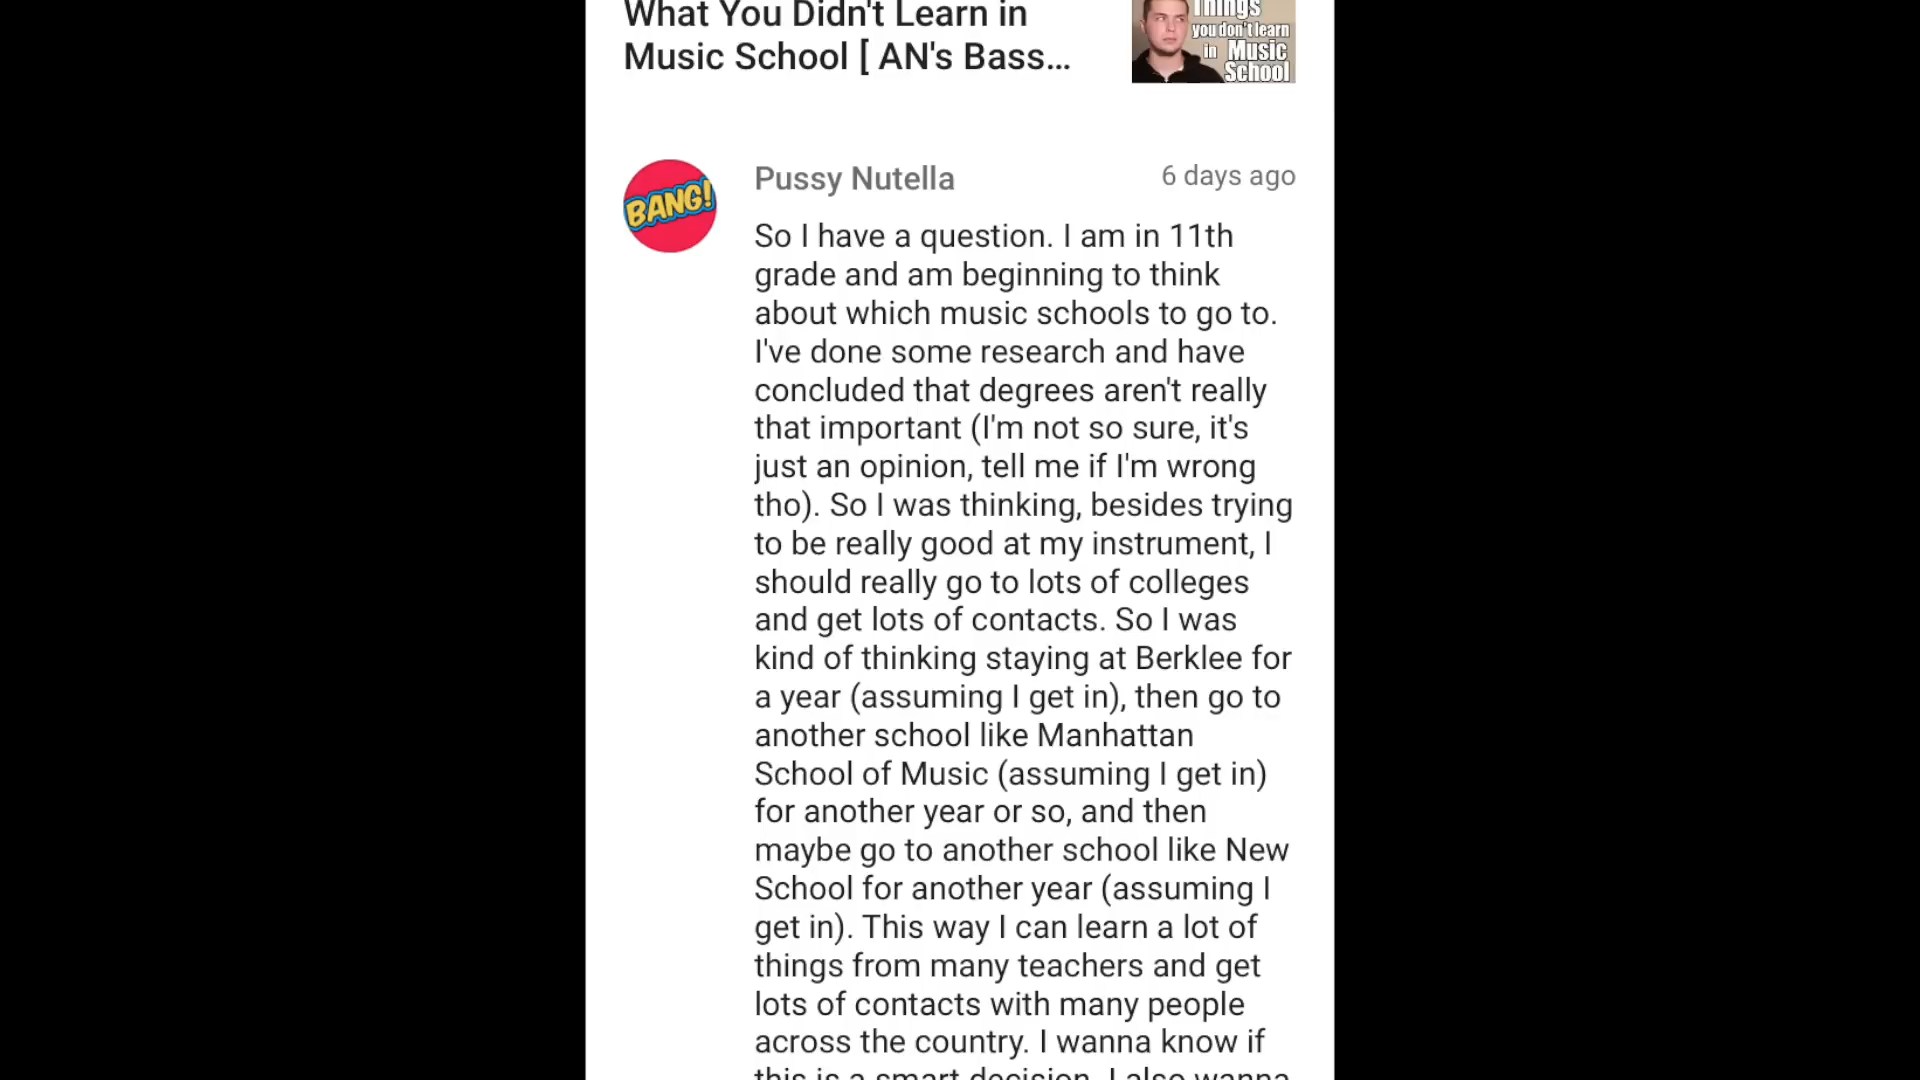 What You Didn't Learn in
Music School [ AN's Bass...
Things
you don't learn
in Music
School
BANG!
Pussy Nutella
6 days ago
So I have a question. I am in 11th
grade and am beginning to think
about which music schools to go to.
I've done some research and have
concluded that degrees aren't really
that important (I'm not so sure, it's
just an opinion, tell me if I'm wrong
tho). So I was thinking, besides trying
to be really good at my instrument, I
should really go to lots of colleges
and get lots of contacts. So I was
kind of thinking staying at Berklee for
a year (assuming I get in), then go to
another school like Manhattan
School of Music (assuming I get in)
for another year or so, and then
maybe go to another school like New
School for another year (assuming I
get in). This way I can learn a lot of
things from many teachers and get
lots of contacts with many people
across the country. I wanna know if
this is a smart decision. I also wanna